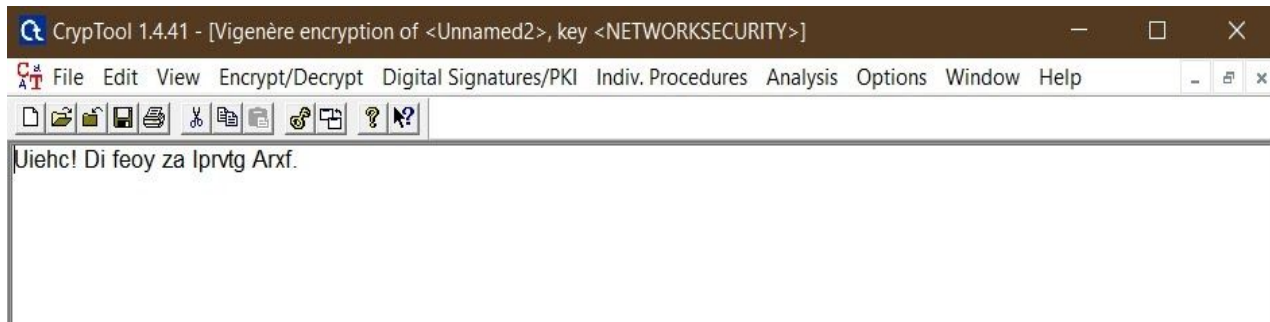 CrypTool 1.4.41 - [Vigenère encryption of <Unnamed2>, key <NETWORKSECURITY>]
File Edit View Encrypt/Decrypt Digital Signatures/PKI Indiv. Procedures Analysis Options Window Help
Uiehc! Di feoy za Iprvtg Arxf.